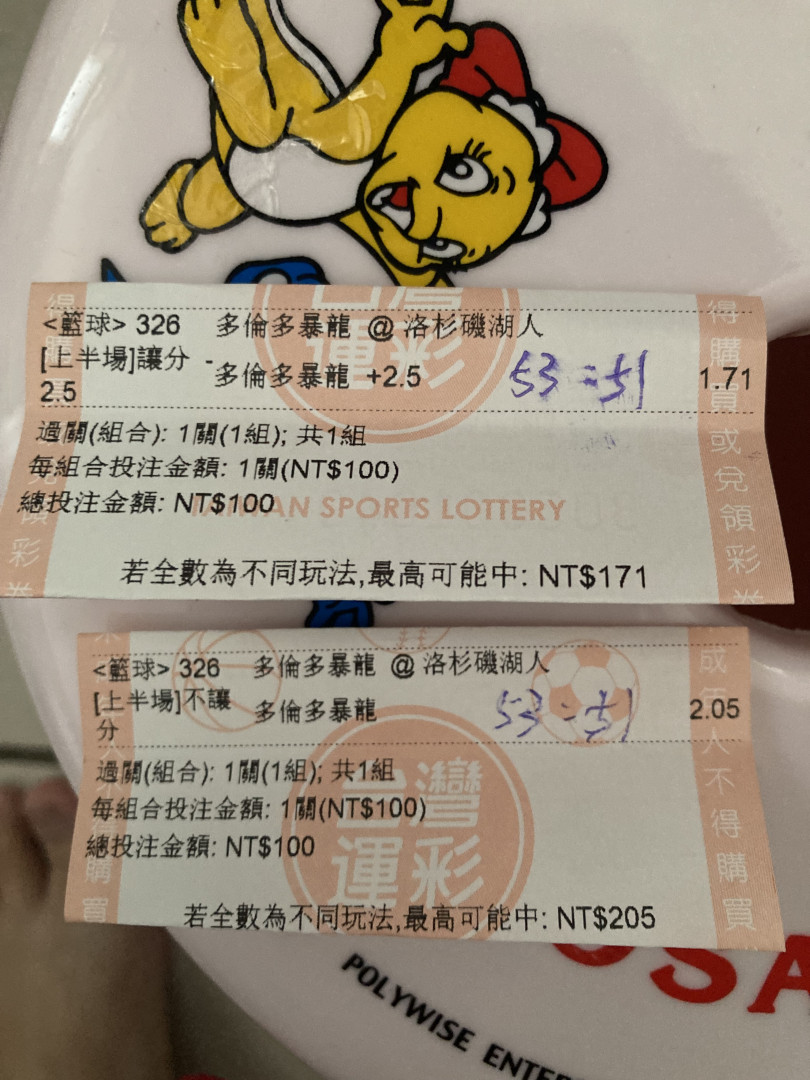 <籃球> 326 多倫多暴龍 @ 洛杉磯湖人
[上半場]讓分 -
2.5
多倫多暴龍 +2.5 53=51 1.71
過關(組合): 1關(1組); 共1組
每組合投注金額: 1關(NT$100)
總投注金額: NT$100
TAIWAN SPORTS LOTTERY
若全數為不同玩法,最高可能中: NT$171
得購買或兌領彩券
<籃球> 326 多倫多暴龍 @ 洛杉磯湖人
[上半場]不讓
分
多倫多暴龍 53=51 2.05
過關(組合): 1關(1組); 共1組
每組合投注金額: 1關(NT$100)
總投注金額: NT$100
台灣
運彩
若全數為不同玩法,最高可能中: NT$205
成年人不得購買
購買
POLYWISE